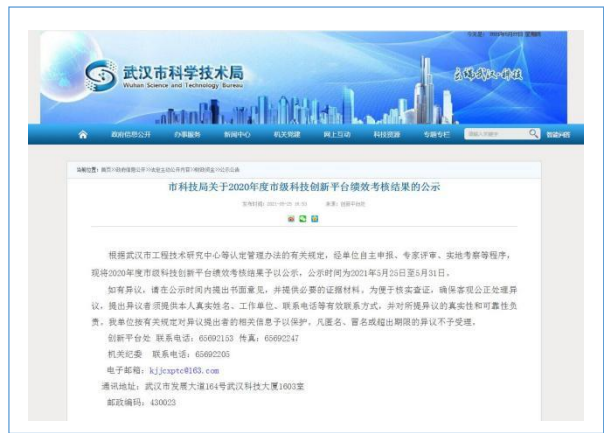 武汉市科学技术局
Wuhan Science and Technology Bureau
政府信息公开 办事服务 新闻中心 机关党建 网上互动 科技资源 专题专栏 智能问答
市科技局关于2020年度市级科技创新平台绩效考核结果的公示
根据武汉市工程技术研究中心等认定管理办法的有关规定，经单位自主申报、专家评审、实地考察等程序，
现将2020年度市级科技创新平台绩效考核结果予以公示，公示时间为2021年5月25日至5月31日。
如有异议，请在公示时间内提出书面意见，并提供必要的证据材料。为便于核实查证，确保客观公正处理异
议，提出异议者须提供本人真实姓名、工作单位、联系电话等有效联系方式，并对所提异议的真实性和可靠性负
责。我单位按有关规定对异议提出者的相关信息予以保护，凡匿名、冒名或超出期限的异议不予受理。
创新平台处 联系电话：65692153 传真：65692247
机关纪委 联系电话：65692205
电子邮箱：kjjcxptc@163.com
通讯地址：武汉市发展大道164号武汉科技大厦1603室
邮政编码：430023